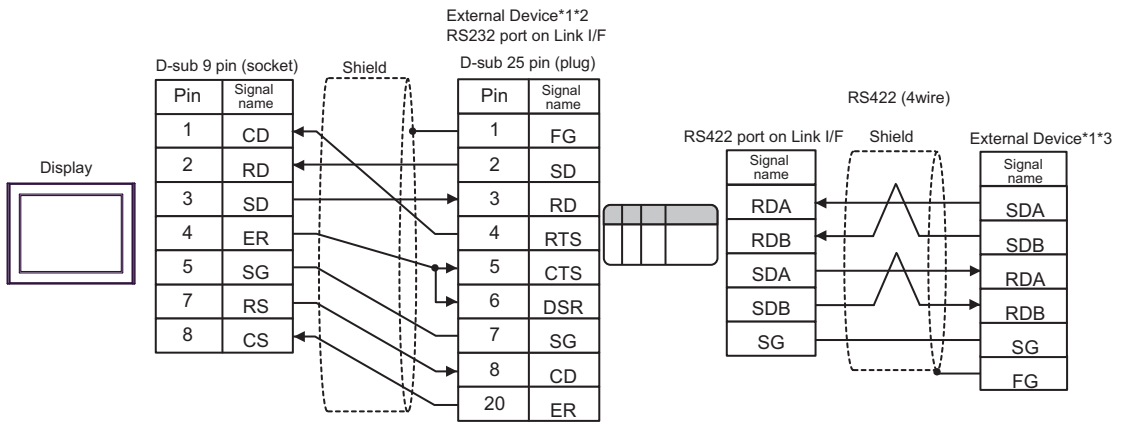 External Device*1*2
RS232 port on Link I/F
D-sub 9 pin (socket)
Shield
D-sub 25 pin (plug)
Pin Signal name
1 CD
2 RD
3 SD
4 ER
5 SG
7 RS
8 CS
Pin Signal name
1 FG
2 SD
3 RD
4 RTS
5 CTS
6 DSR
7 SG
8 CD
20 ER
Display
RS422 (4wire)
RS422 port on Link I/F
Shield
External Device*1*3
Signal name
RDA
RDB
SDA
SDB
SG
Signal name
SDA
SDB
RDA
RDB
SG
FG